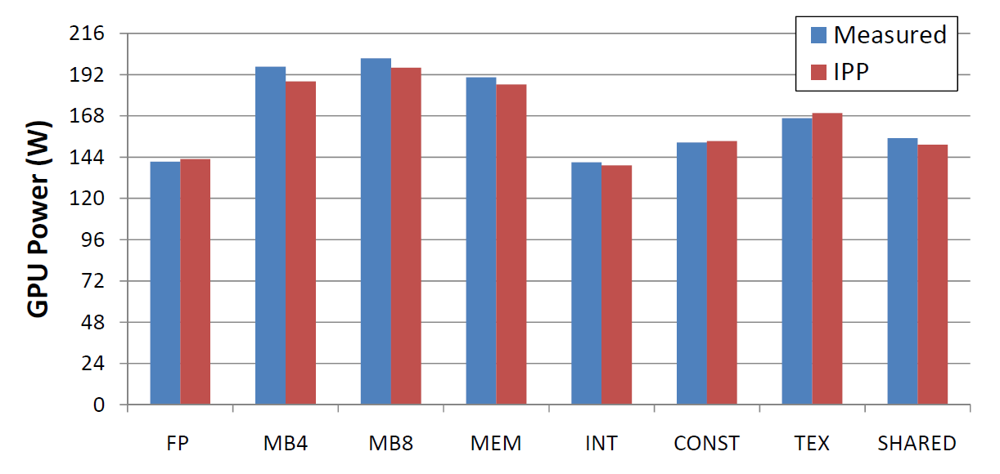 Measured
IPP
GPU Power (W)
216
192
168
144
120
96
72
48
24
0
FP MB4 MB8 MEM INT CONST TEX SHARED